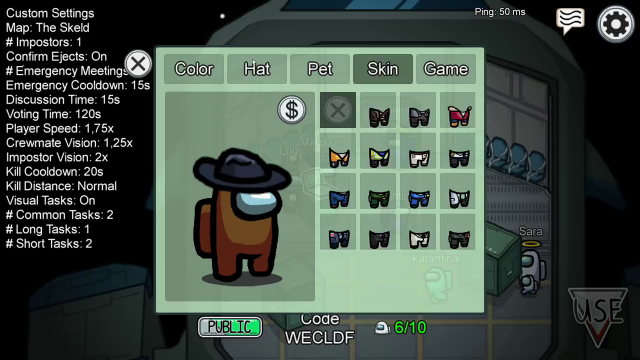 Custom Settings
Map: The Skeld
# Impostors: 1
Confirm Ejects: On
# Emergency Meetings
Emergency Cooldown: 15s
Discussion Time: 15s
Voting Time: 120s
Player Speed: 1,75x
Crewmate Vision: 1,25x
Impostor Vision: 2x
Kill Cooldown: 20s
Kill Distance: Normal
Visual Tasks: On
# Common Tasks: 2
# Long Tasks: 1
# Short Tasks: 2
Ping: 50 ms
Color Hat Pet Skin Game
$
Sara
karamina
USE
PUBLIC
Code
WECLDF
6/10